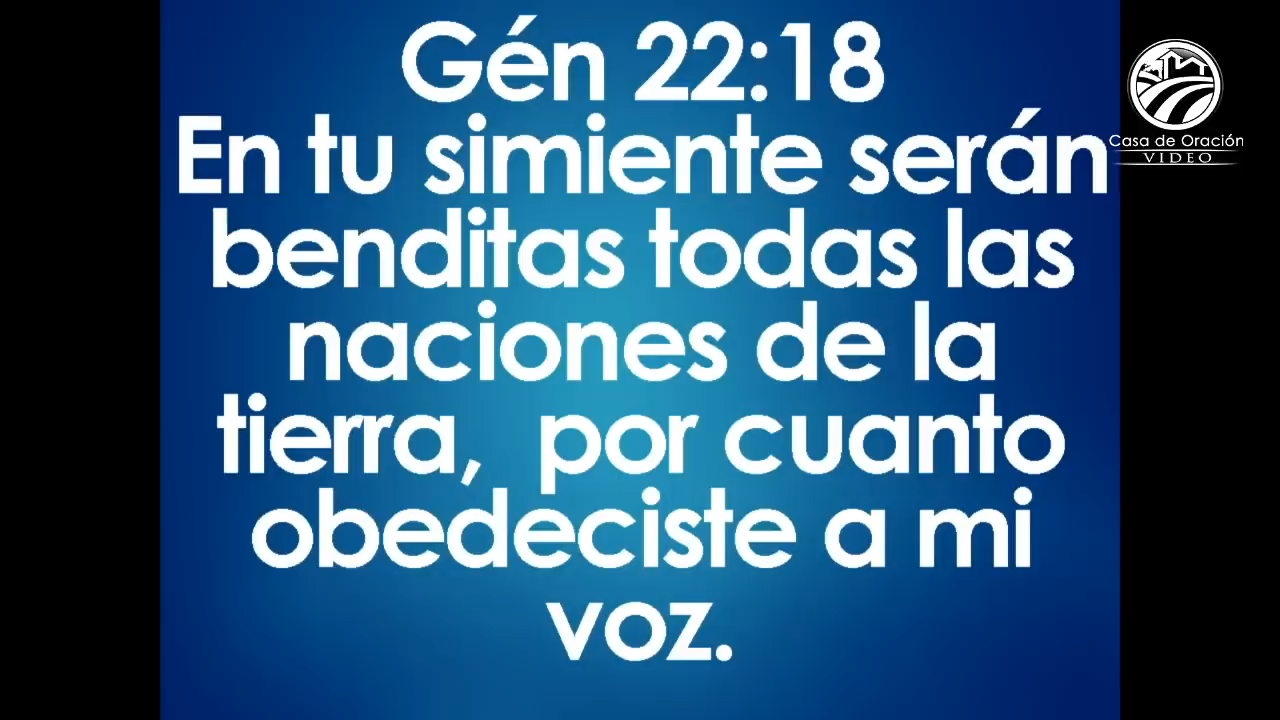 Gén 22:18
En tu simiente serán
benditas todas las
naciones de la
tierra,  por cuanto
obedeciste a mi
voz.
Casa de Oración
VIDEO